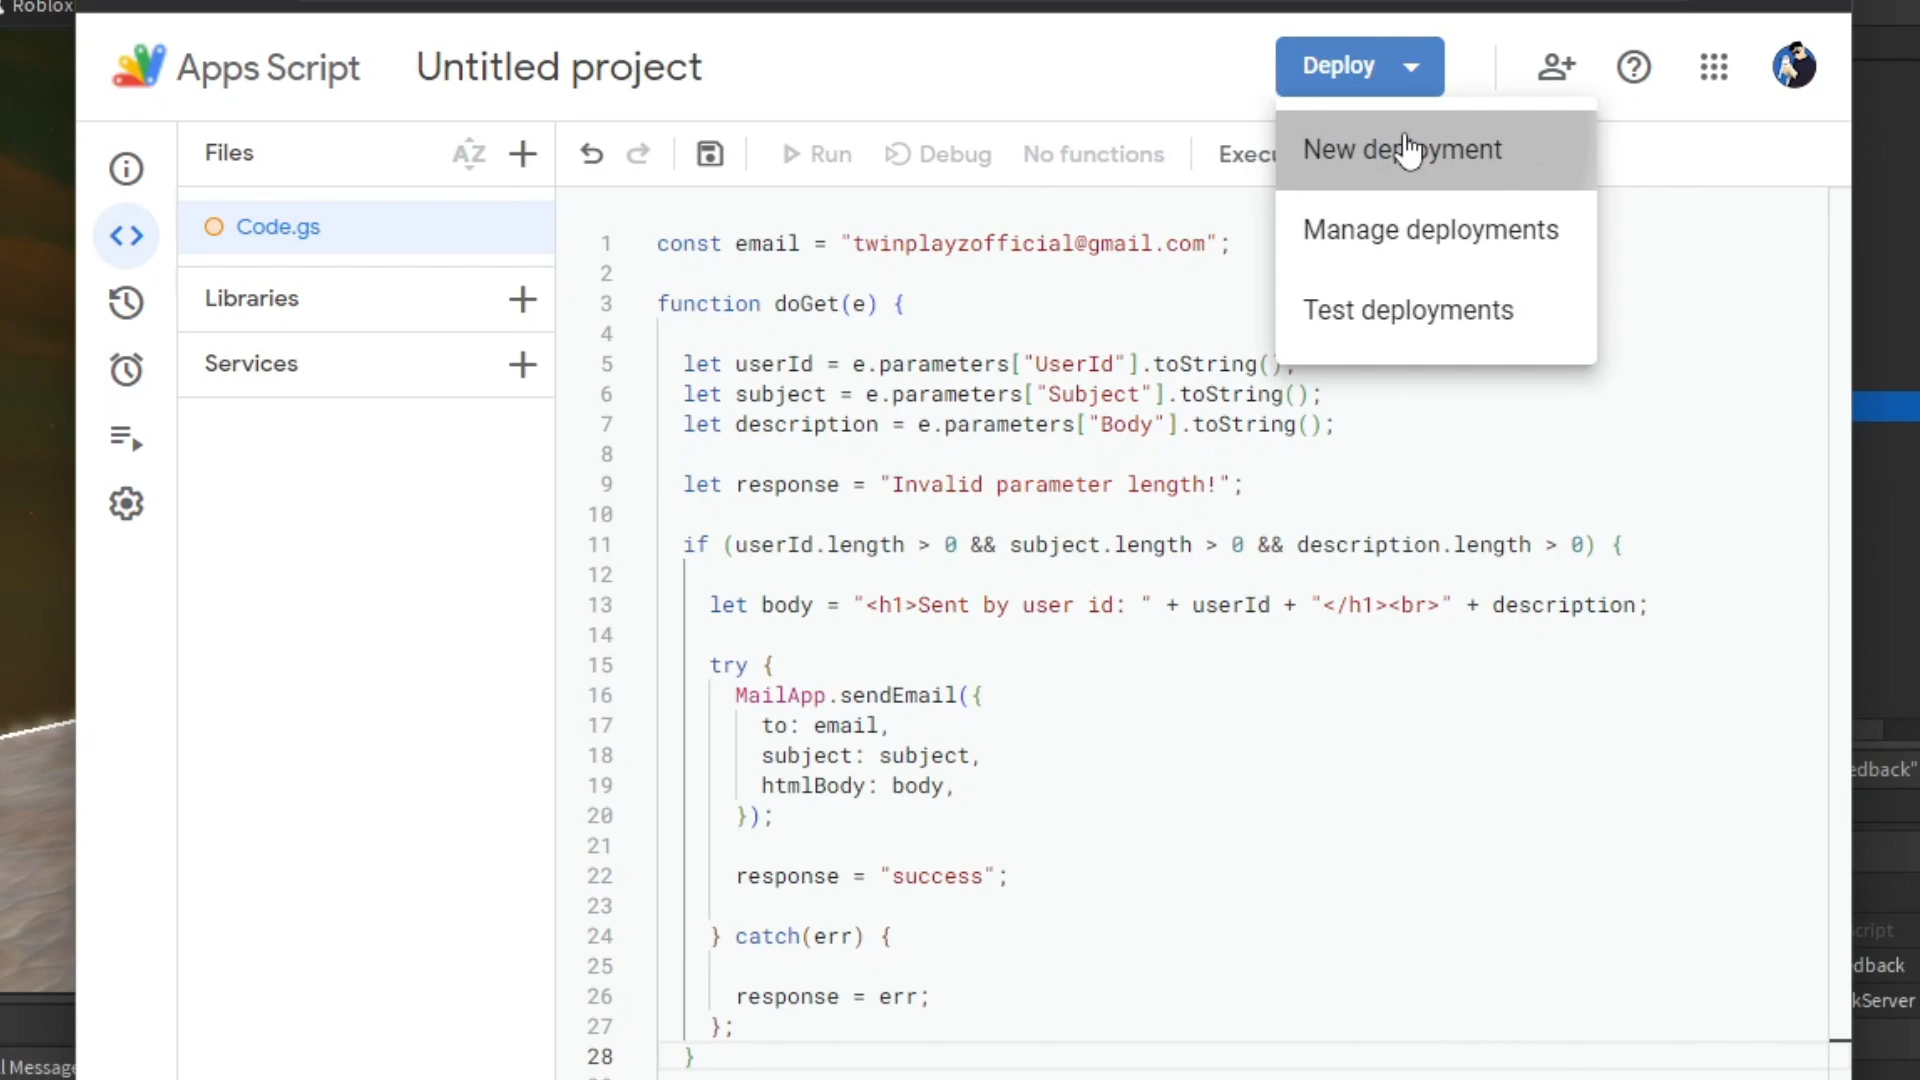 Roblox
Apps Script
Untitled project
Deploy
New deployment
Manage deployments
Test deployments
Files
AZ
Run
Debug
No functions
Execu
Code.gs
Libraries
Services
1 const email = "twinplayzofficial@gmail.com";
2
3 function doGet(e) {
4
5 let userId = e.parameters["UserId"].toString();
6 let subject = e.parameters["Subject"].toString();
7 let description = e.parameters["Body"].toString();
8
9 let response = "Invalid parameter length!";
10
11 if (userId.length > 0 && subject.length > 0 && description.length > 0) {
12
13 let body = "<h1>Sent by user id: " + userId + "</h1><br>" + description;
14
15 try {
16 MailApp.sendEmail({
17 to: email,
18 subject: subject,
19 htmlBody: body,
20 });
21
22 response = "success";
23
24 } catch(err) {
25
26 response = err;
27 };
28 }
edback"
cript
dback
kServer
l Message